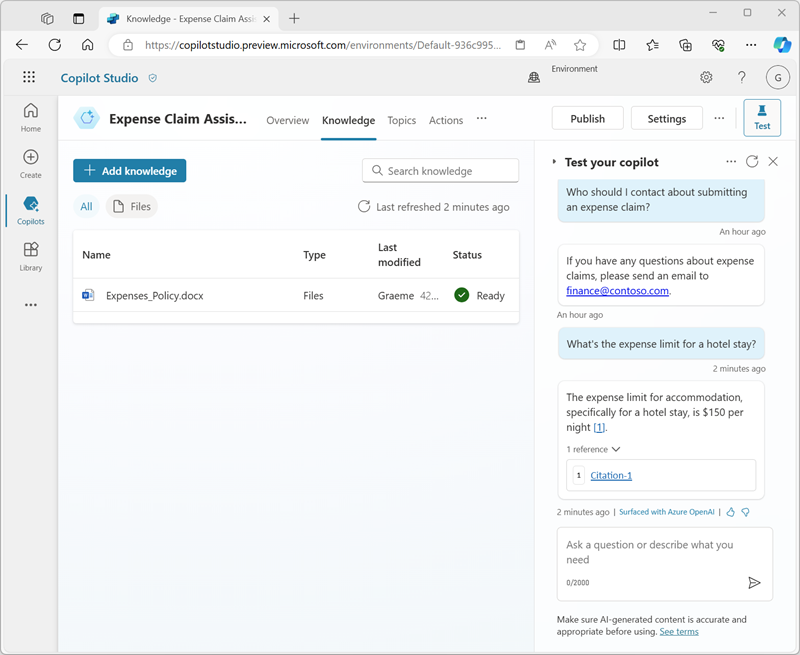 Knowledge - Expense Claim Assis
https://copilotstudio.preview.microsoft.com/environments/Default-936c995...
Copilot Studio
Environment
G
Home
Create
Copilots
Library
Expense Claim Assis...
Overview
Knowledge
Topics
Actions
Publish
Settings
Test
Add knowledge
Search knowledge
All
Files
Last refreshed 2 minutes ago
Name
Type
Last
modified
Status
Expenses_Policy.docx
Files
Graeme 42...
Ready
Test your copilot
Who should I contact about submitting
an expense claim?
An hour ago
If you have any questions about expense
claims, please send an email to
finance@contoso.com.
An hour ago
What's the expense limit for a hotel stay?
2 minutes ago
The expense limit for accommodation,
specifically for a hotel stay, is $150 per
night [1].
1 reference
1 Citation-1
2 minutes ago | Surfaced with Azure OpenAI |
Ask a question or describe what you
need
0/2000
Make sure AI-generated content is accurate and
appropriate before using. See terms